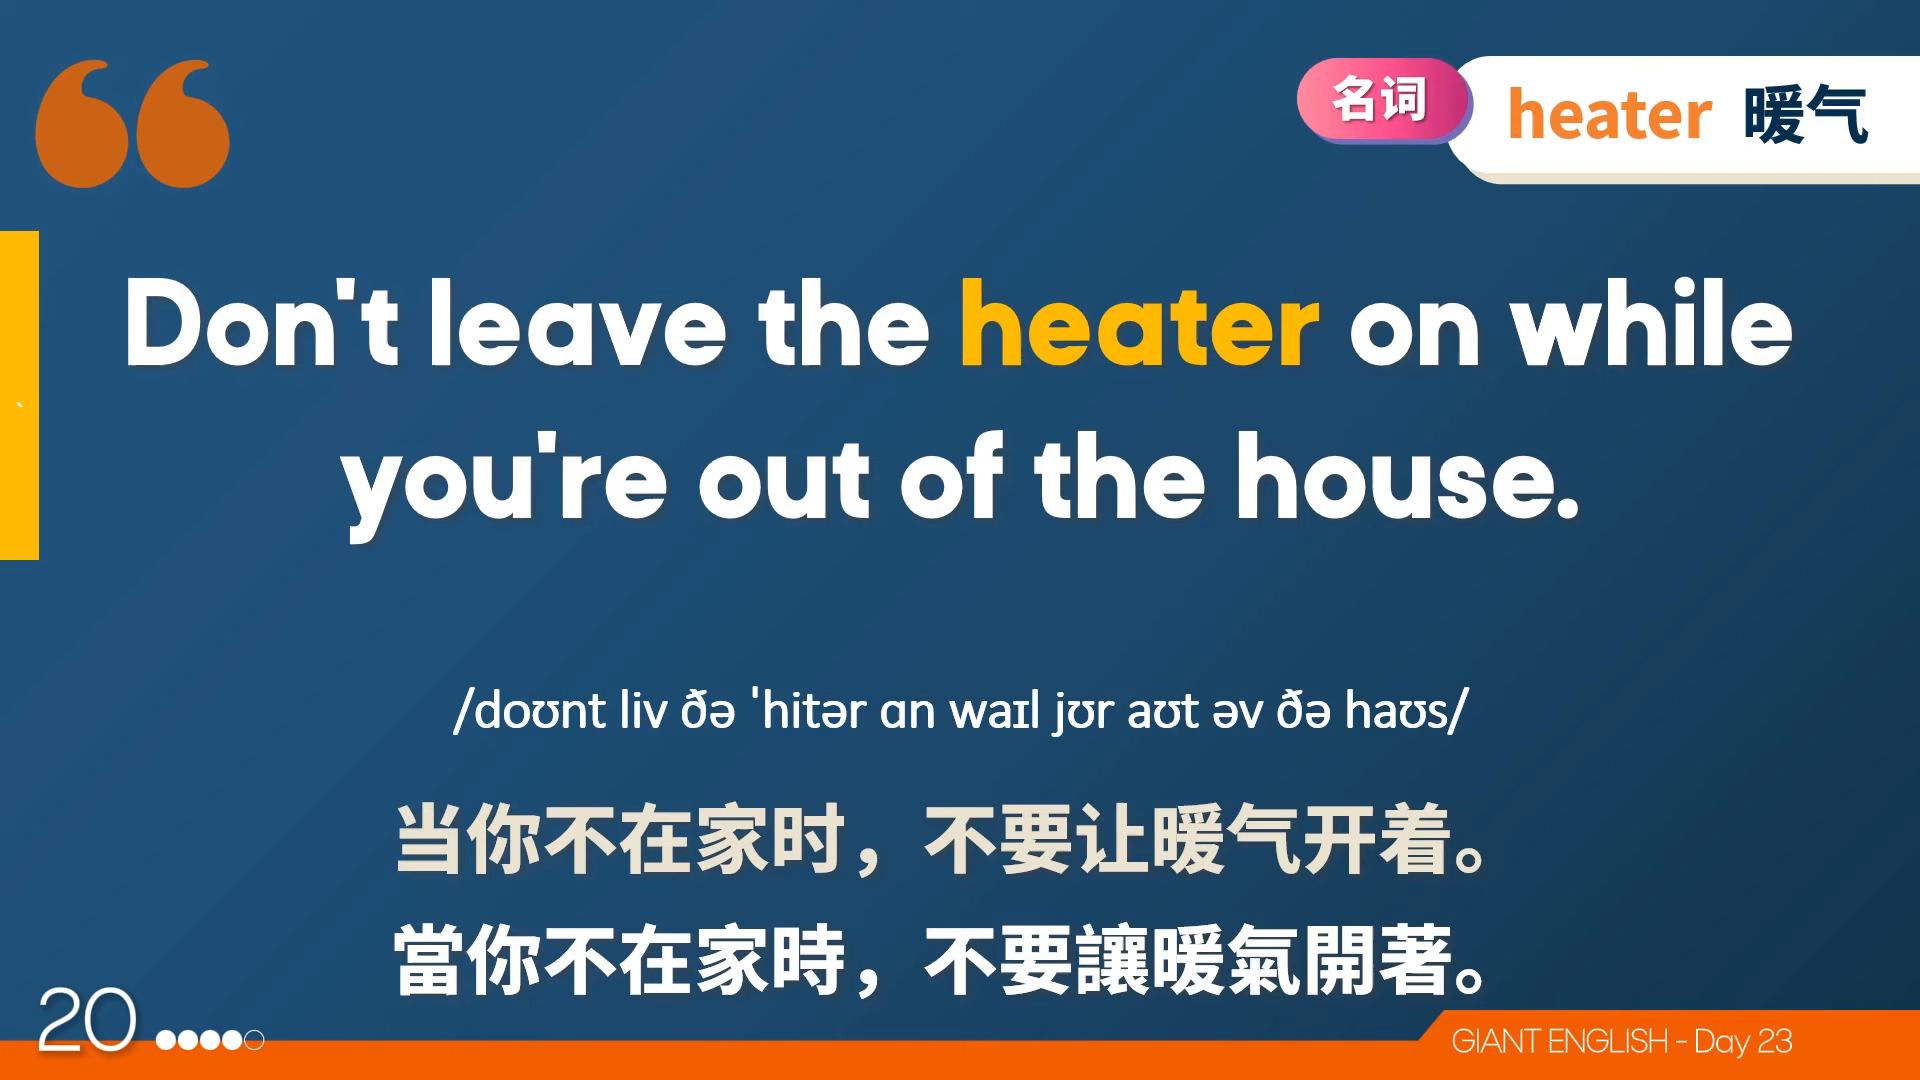 名词 heater 暖气
Don't leave the heater on while
you're out of the house.
/doʊnt liv ðə ˈhitər ɑn waɪl jʊr aʊt əv ðə haʊs/
当你不在家时，不要让暖气开着。
當你不在家時，不要讓暖氣開著。
20
GIANT ENGLISH - Day 23